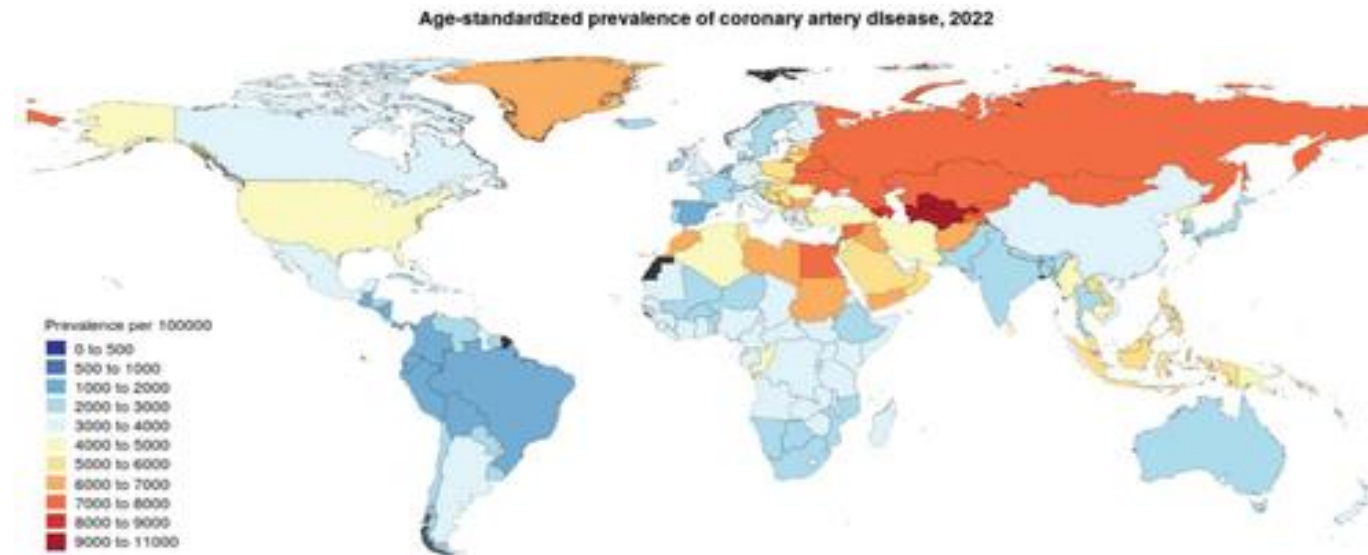 Age-standardized prevalence of coronary artery disease, 2022
Prevalence per 100000
0 to 500
500 to 1000
1000 to 2000
2000 to 3000
3000 to 4000
4000 to 5000
5000 to 6000
6000 to 7000
7000 to 8000
8000 to 9000
9000 to 11000